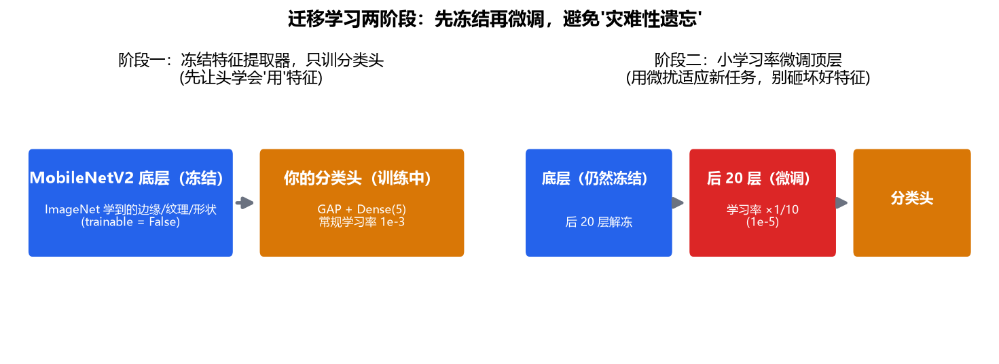 迁移学习两阶段：先冻结再微调，避免'灾难性遗忘'
阶段一：冻结特征提取器，只训分类头
(先让头学会'用'特征)
MobileNetV2 底层（冻结）
ImageNet 学到的边缘/纹理/形状
(trainable = False)
你的分类头（训练中）
GAP + Dense(5)
常规学习率 1e-3
阶段二：小学习率微调顶层
(用微扰适应新任务，别砸坏好特征)
底层（仍然冻结）
后 20 层解冻
后 20 层（微调）
学习率 ×1/10
(1e-5)
分类头